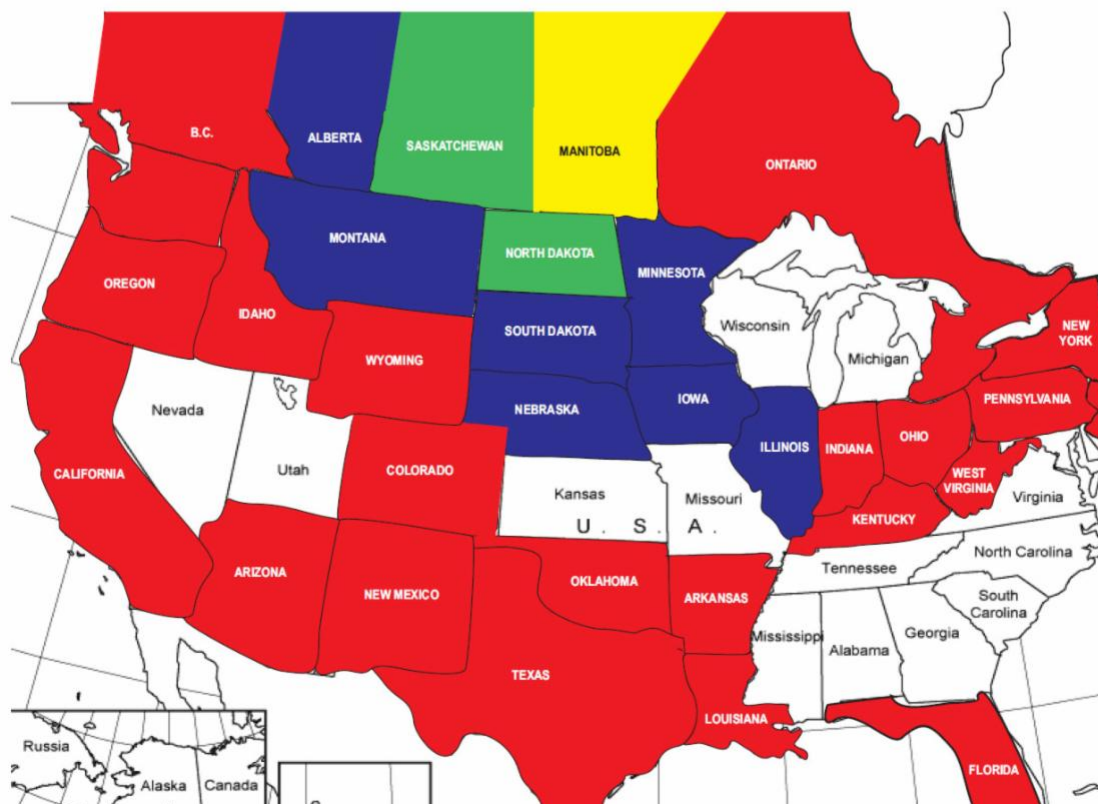 B.C.
ALBERTA
SASKATCHEWAN
MANITOBA
ONTARIO
MONTANA
NORTH DAKOTA
MINNESOTA
OREGON
IDAHO
WYOMING
SOUTH DAKOTA
Wisconsin
Michigan
NEW
YORK
Nevada
Utah
NEBRASKA
IOWA
ILLINOIS
INDIANA
OHIO
PENNSYLVANIA
CALIFORNIA
COLORADO
Kansas
Missouri
WEST
VIRGINIA
Virginia
U. S. A.
KENTUCKY
ARIZONA
NEW MEXICO
OKLAHOMA
ARKANSAS
Tennessee
North Carolina
South
Carolina
TEXAS
LOUISIANA
Mississippi
Alabama
Georgia
FLORIDA
Russia
Alaska
Canada